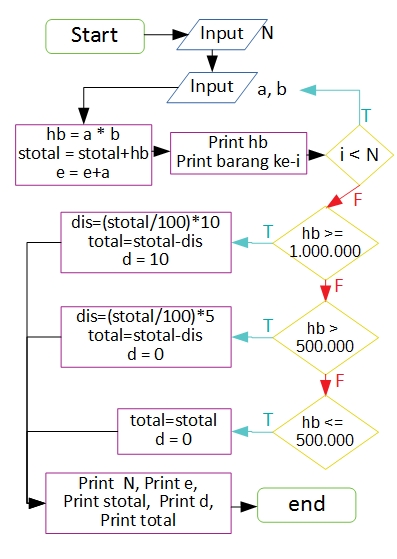 Start
Input N
Input
a, b
hb = a * b
stotal = stotal+hb
e = e+a
Print hb
Print barang ke-i
i < N
T
F
dis=(stotal/100)*10
total=stotal-dis
d = 10
T
hb >=
1.000.000
F
dis=(stotal/100)*5
total=stotal-dis
d = 0
T
hb >
500.000
F
total=stotal
d = 0
T
hb <=
500.000
Print N, Print e,
Print stotal, Print d,
Print total
end